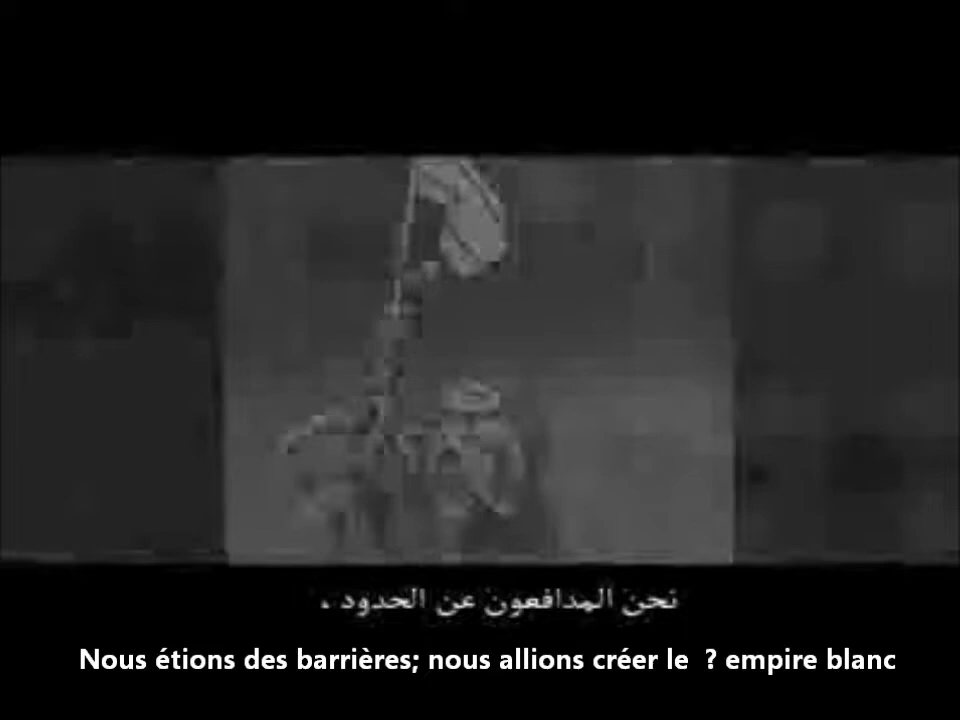 نحن المدافعون عن الحدود ،
Nous étions des barrières; nous allions créer le  ? empire blanc